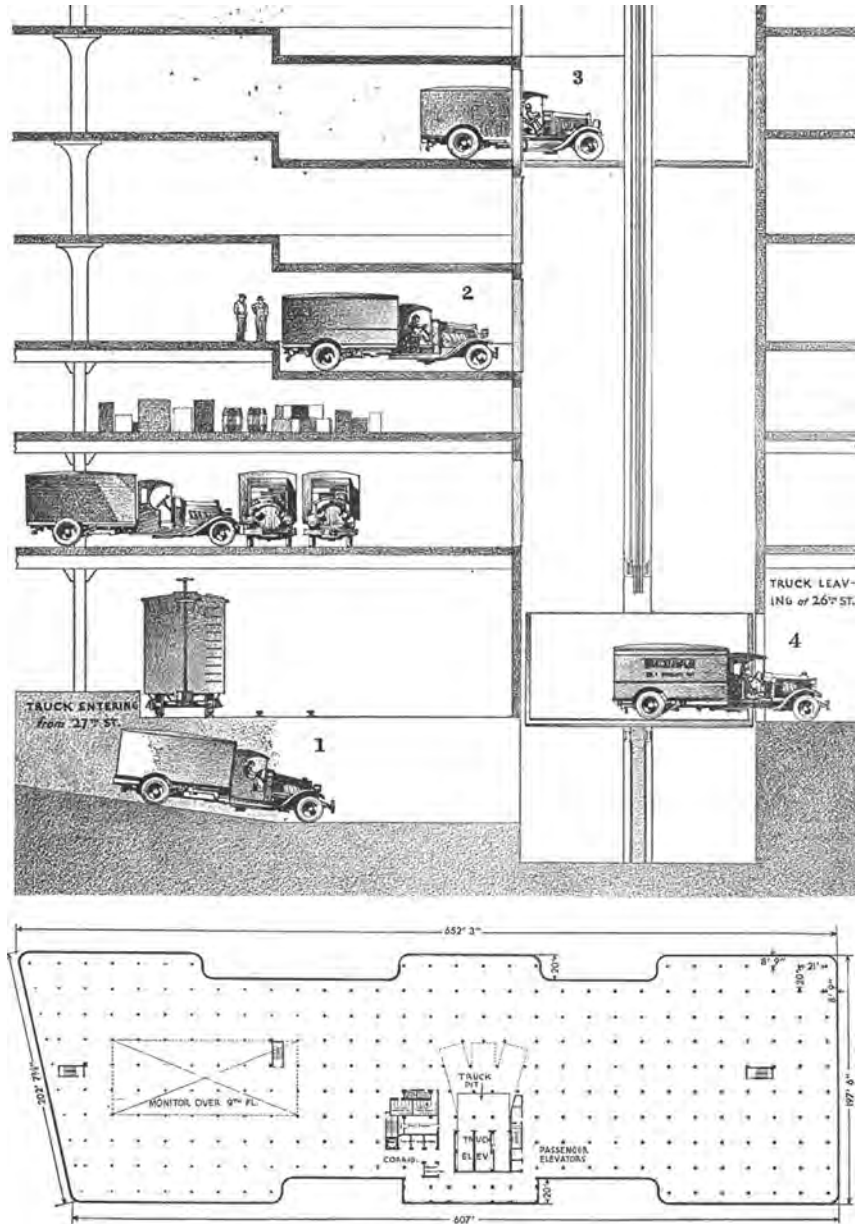 3
2
TRUCK LEAV-
ING at 26TH ST.
4
TRUCK ENTERING
from 27TH ST.
1
652' 3"
20'
8' 9"
21'
20'
8' 9"
202' 7½"
197' 6"
MONITOR OVER 9TH FL.
TRUCK
PIT
TRUCK
ELEV.
PASSENGER
ELEVATORS
CORRID.
20'
607'